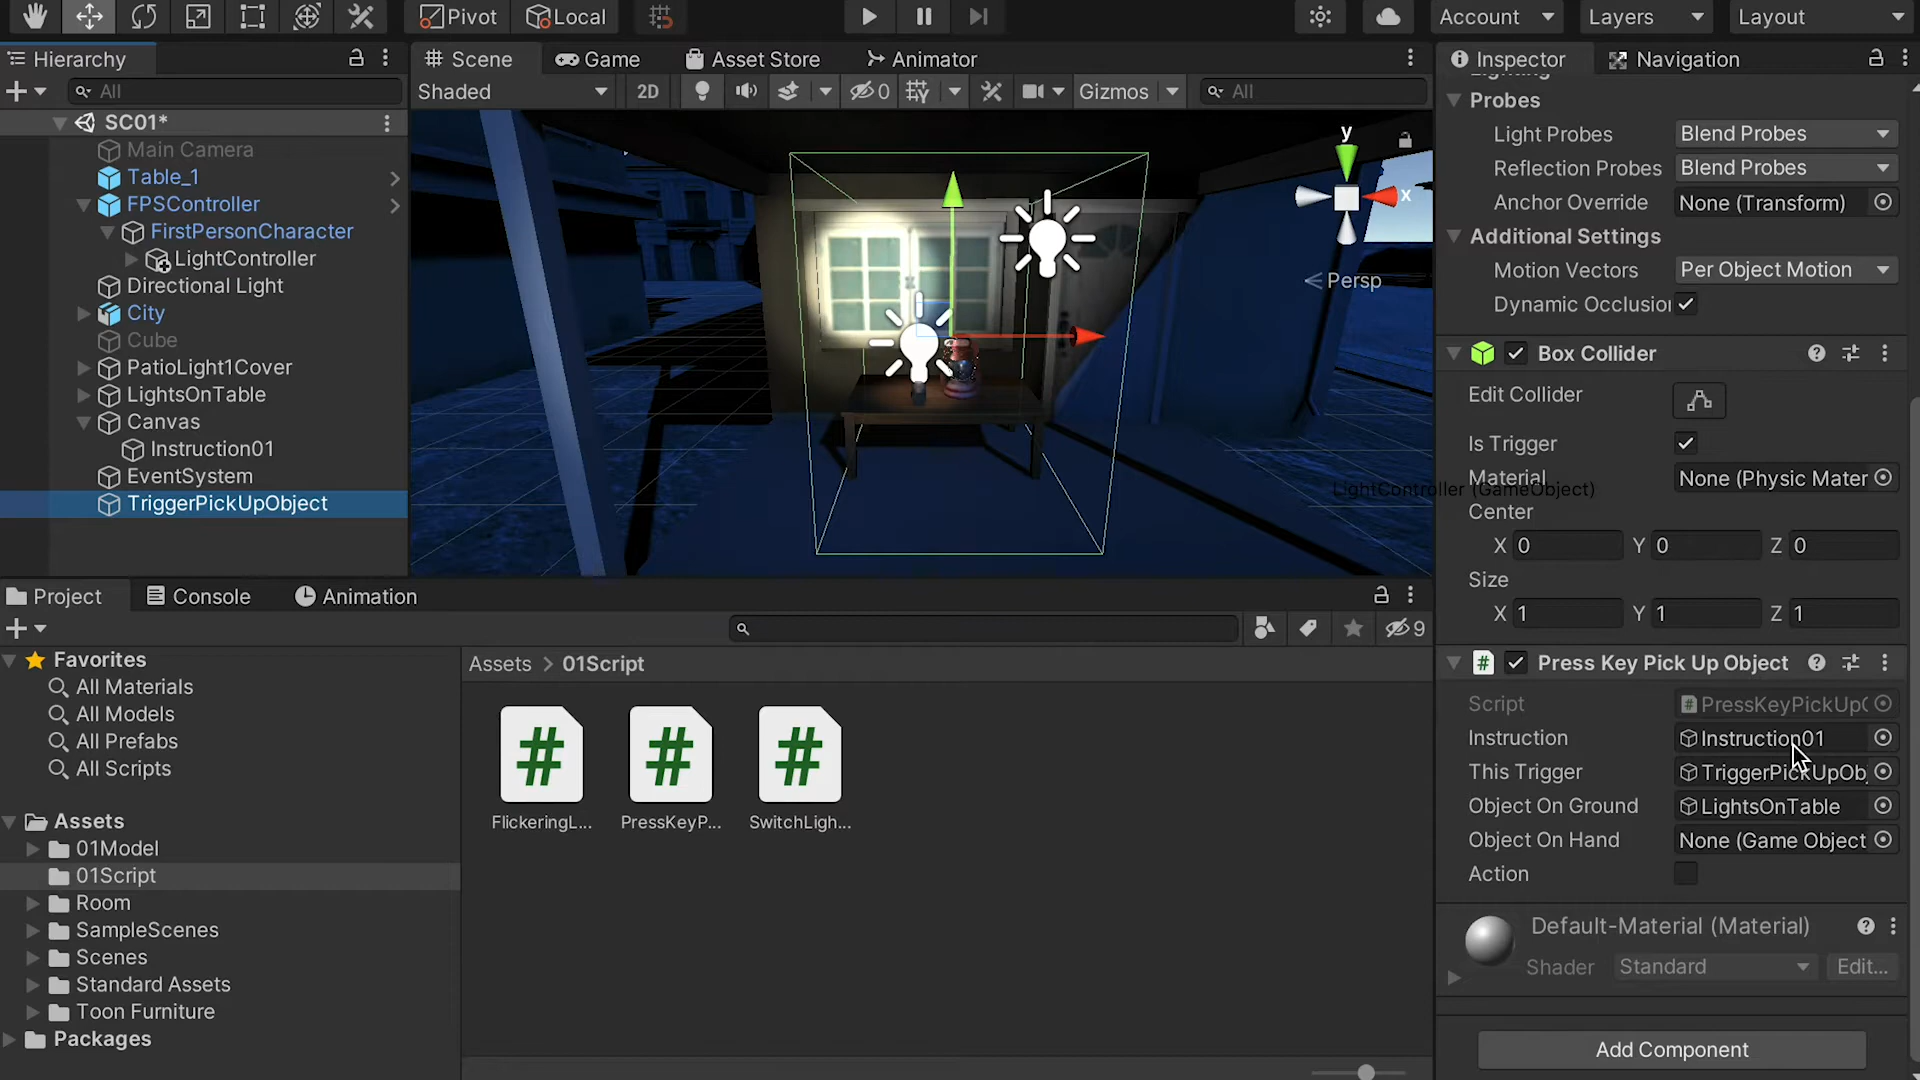 Pivot
Local
Account
Layers
Layout
Hierarchy
Scene
Game
Asset Store
Animator
Inspector
Navigation
All
Shaded
2D
0
Gizmos
All
SC01*
Main Camera
Table_1
FPSController
FirstPersonCharacter
LightController
Directional Light
City
Cube
PatioLight1Cover
LightsOnTable
Canvas
Instruction01
EventSystem
TriggerPickUpObject
y
x
Persp
Lighting
Probes
Light Probes
Blend Probes
Reflection Probes
Blend Probes
Anchor Override
None (Transform)
Additional Settings
Motion Vectors
Per Object Motion
Dynamic Occlusion
Box Collider
Edit Collider
Is Trigger
Material
None (Physic Mater
LightController (GameObject)
Center
X 0 Y 0 Z 0
Size
X 1 Y 1 Z 1
Press Key Pick Up Object
Script
PressKeyPickUpO
Instruction
Instruction01
This Trigger
TriggerPickUpObj
Object On Ground
LightsOnTable
Object On Hand
None (Game Object
Action
Default-Material (Material)
Shader
Standard
Edit...
Add Component
Project
Console
Animation
9
Favorites
All Materials
All Models
All Prefabs
All Scripts
Assets
01Model
01Script
Room
SampleScenes
Scenes
Standard Assets
Toon Furniture
Packages
Assets > 01Script
#
#
#
FlickeringL...
PressKeyP...
SwitchLigh...